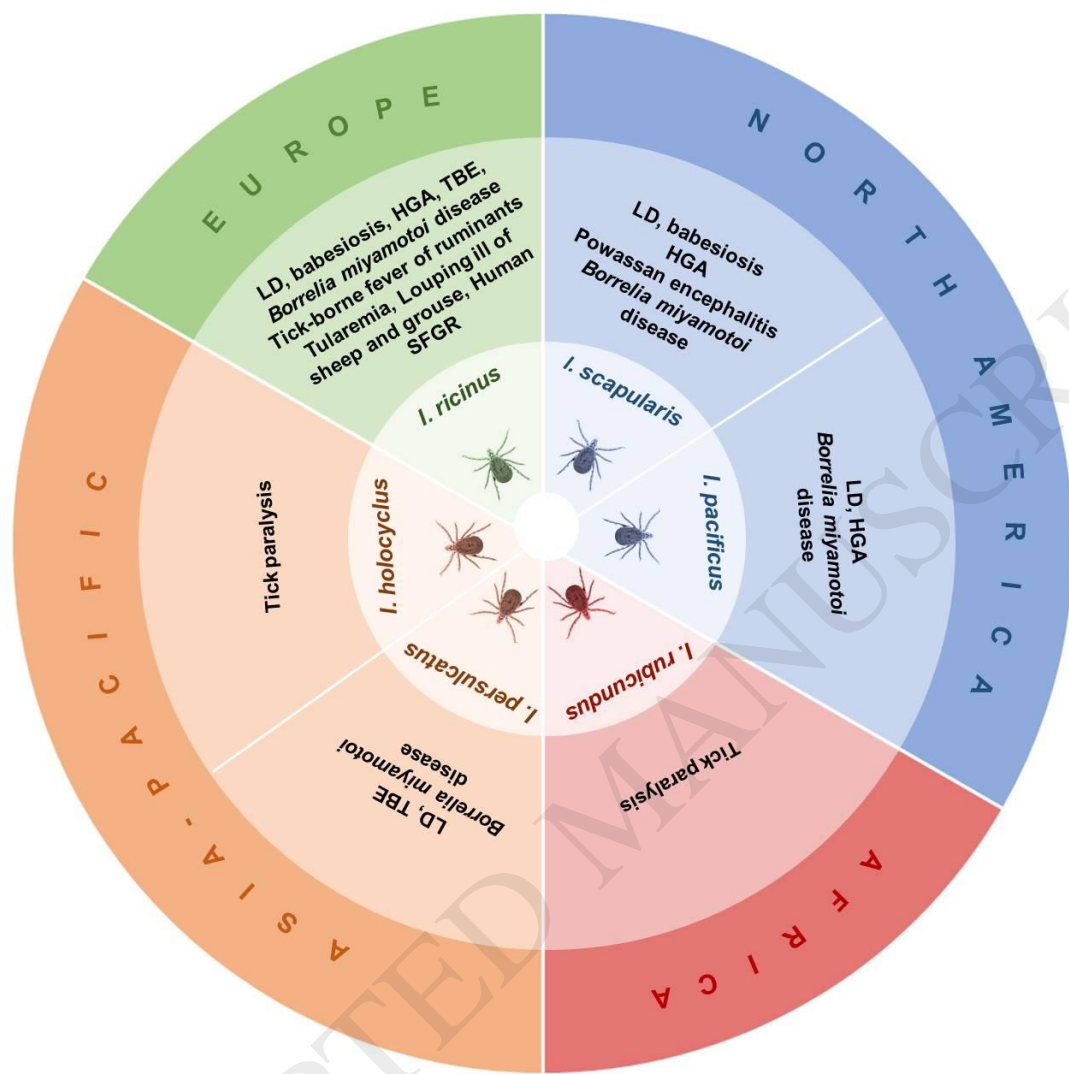 EUROPE
LD, babesiosis, HGA, TBE,
Borrelia miyamotoi disease
Tick-borne fever of ruminants
Tularemia, Louping ill of
sheep and grouse, Human
SFGR
I. ricinus
NORTH AMERICA
LD, babesiosis
HGA
Powassan encephalitis
Borrelia miyamotoi
disease
I. scapularis
LD, HGA
Borrelia miyamotoi
disease
I. pacificus
AFRICA
Tick paralysis
I. rubicundus
ASIA-PACIFIC
LD, TBE
Borrelia miyamotoi
disease
I. persulcatus
Tick paralysis
I. holocyclus